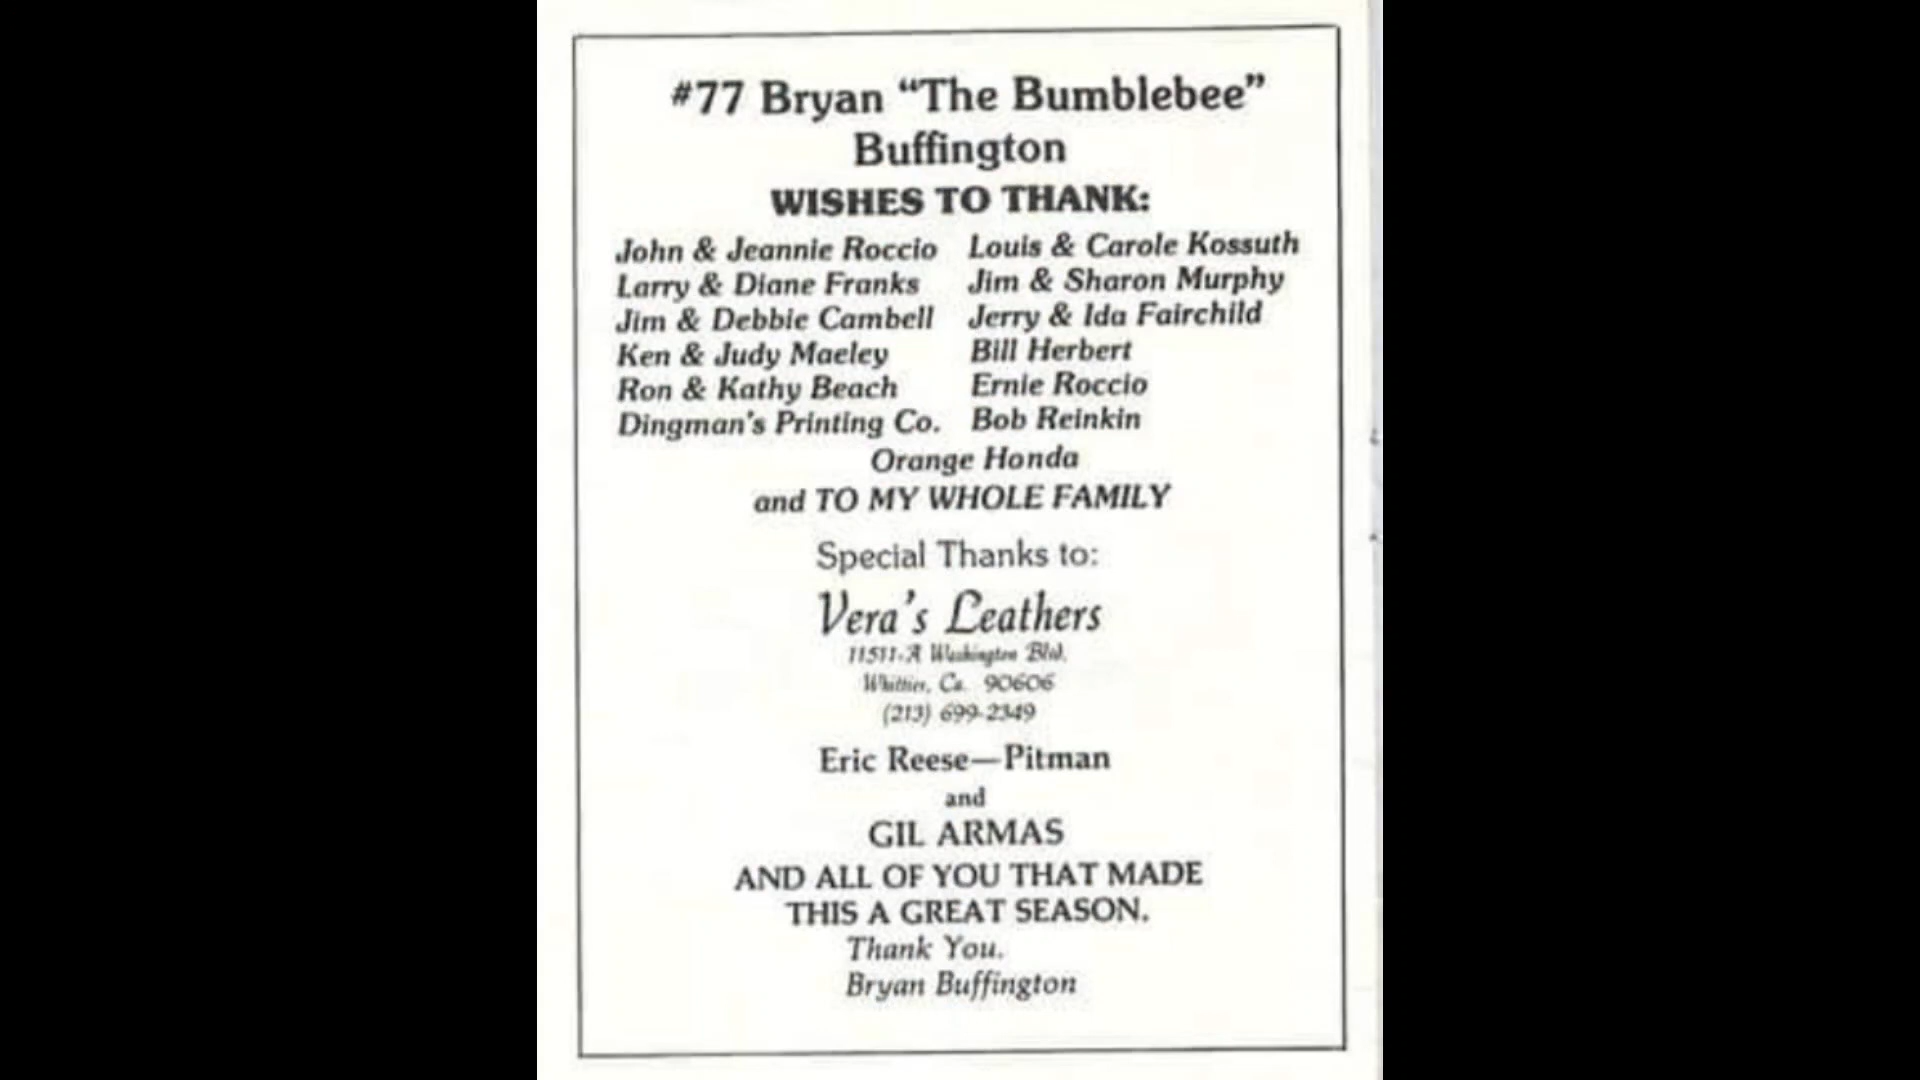 #77 Bryan “The Bumblebee”
Buffington
WISHES TO THANK:
John & Jeannie Roccio
Larry & Diane Franks
Jim & Debbie Cambell
Ken & Judy Maeley
Ron & Kathy Beach
Dingman's Printing Co.
Louis & Carole Kossuth
Jim & Sharon Murphy
Jerry & Ida Fairchild
Bill Herbert
Ernie Roccio
Bob Reinkin
Orange Honda
and TO MY WHOLE FAMILY
Special Thanks to:
Vera's Leathers
11511-A Washington Blvd.
Whittier, Ca. 90606
(213) 699-2349
Eric Reese—Pitman
and
GIL ARMAS
AND ALL OF YOU THAT MADE
THIS A GREAT SEASON.
Thank You.
Bryan Buffington